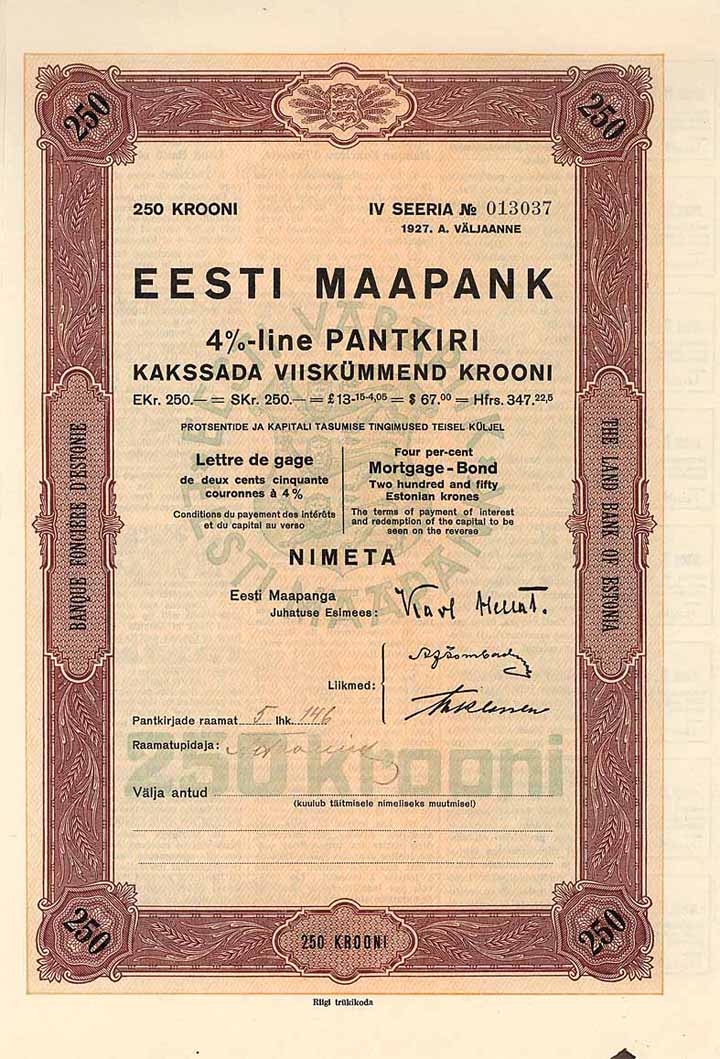 250
250
250 KROONI
IV SEERIA № 013037
1927. A. VÄLJAANNE
EESTI MAAPANK
4%-line PANTKIRI
KAKSSADA VIISKÜMMEND KROONI
EKr. 250.— = SKr. 250.— = £ 13-15-4,05 = $ 67.00 = Hfrs. 347.22,5
PROTSENTIDE JA KAPITALI TASUMISE TINGIMUSED TEISEL KÜLJEL
Lettre de gage
de deux cents cinquante
couronnes à 4 %
Conditions du payement des intérêts
et du capital au verso
Four per-cent
Mortgage-Bond
Two hundred and fifty
Estonian krones
The terms of payment of interest
and redemption of the capital to be
seen on the reverse
NIMETA
Eesti Maapanga
Juhatuse Esimees:
Liikmed:
Pantkirjade raamat 5 lhk. 146
Raamatupidaja:
Välja antud
(kuulub täitmisele nimeliseks muutmisel)
250 krooni
EESTI VABARIIK
EESTI MAAPANK
BANQUE FONCIÈRE D'ESTONIE
THE LAND BANK OF ESTONIA
250
250 KROONI
250
Riigi trükikoda